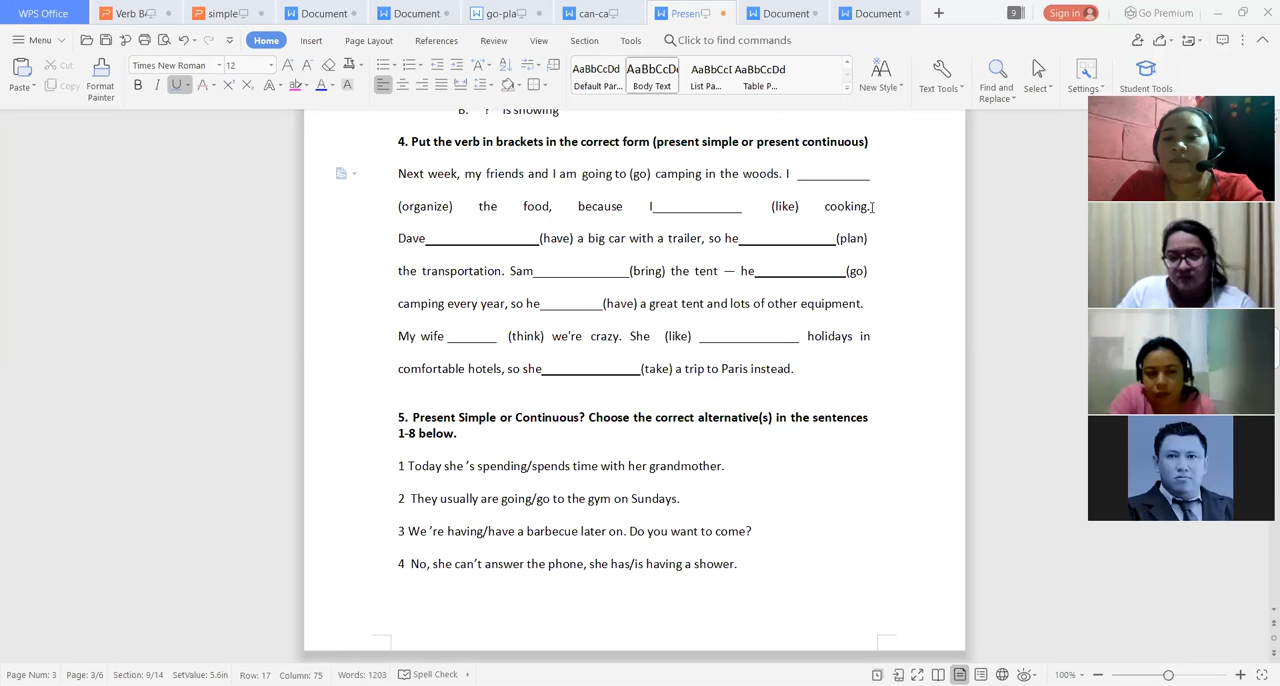 WPS Office Verb B simple Document Document go-pla can-ca Presen Document Document + 9 Sign in Go Premium
Menu Home Insert Page Layout References Review View Section Tools Click to find commands
Times New Roman 12
Paste Cut Copy Format Painter B I U A A A
AaBbCcDd AaBbCcDd AaBbCcI AaBbCcDd
Default Par... Body Text List Pa... Table P...
New Style Text Tools Find and Replace Select Settings Student Tools
B. is showing
4. Put the verb in brackets in the correct form (present simple or present continuous)
Next week, my friends and I am going to (go) camping in the woods. I __________
(organize) the food, because I____________ (like) cooking.
Dave_______________(have) a big car with a trailer, so he_____________(plan)
the transportation. Sam_____________(bring) the tent — he____________(go)
camping every year, so he________(have) a great tent and lots of other equipment.
My wife _______ (think) we're crazy. She (like) ______________ holidays in
comfortable hotels, so she_____________(take) a trip to Paris instead.
5. Present Simple or Continuous? Choose the correct alternative(s) in the sentences
1-8 below.
1 Today she ’s spending/spends time with her grandmother.
2 They usually are going/go to the gym on Sundays.
3 We ’re having/have a barbecue later on. Do you want to come?
4 No, she can’t answer the phone, she has/is having a shower.
Page Num: 3 Page: 3/6 Section: 9/14 SetValue: 5.6in Row: 17 Column: 75 Words: 1203 Spell Check 100%